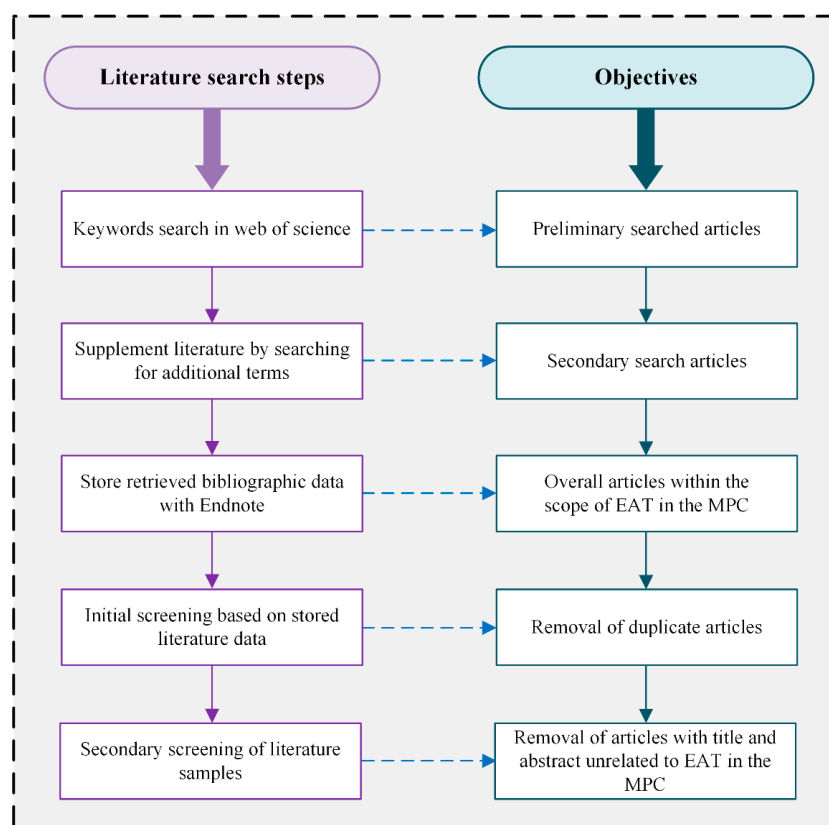 Literature search steps
Objectives
Keywords search in web of science
Preliminary searched articles
Supplement literature by searching
for additional terms
Secondary search articles
Store retrieved bibliographic data
with Endnote
Overall articles within the
scope of EAT in the MPC
Initial screening based on stored
literature data
Removal of duplicate articles
Secondary screening of literature
samples
Removal of articles with title and
abstract unrelated to EAT in the
MPC